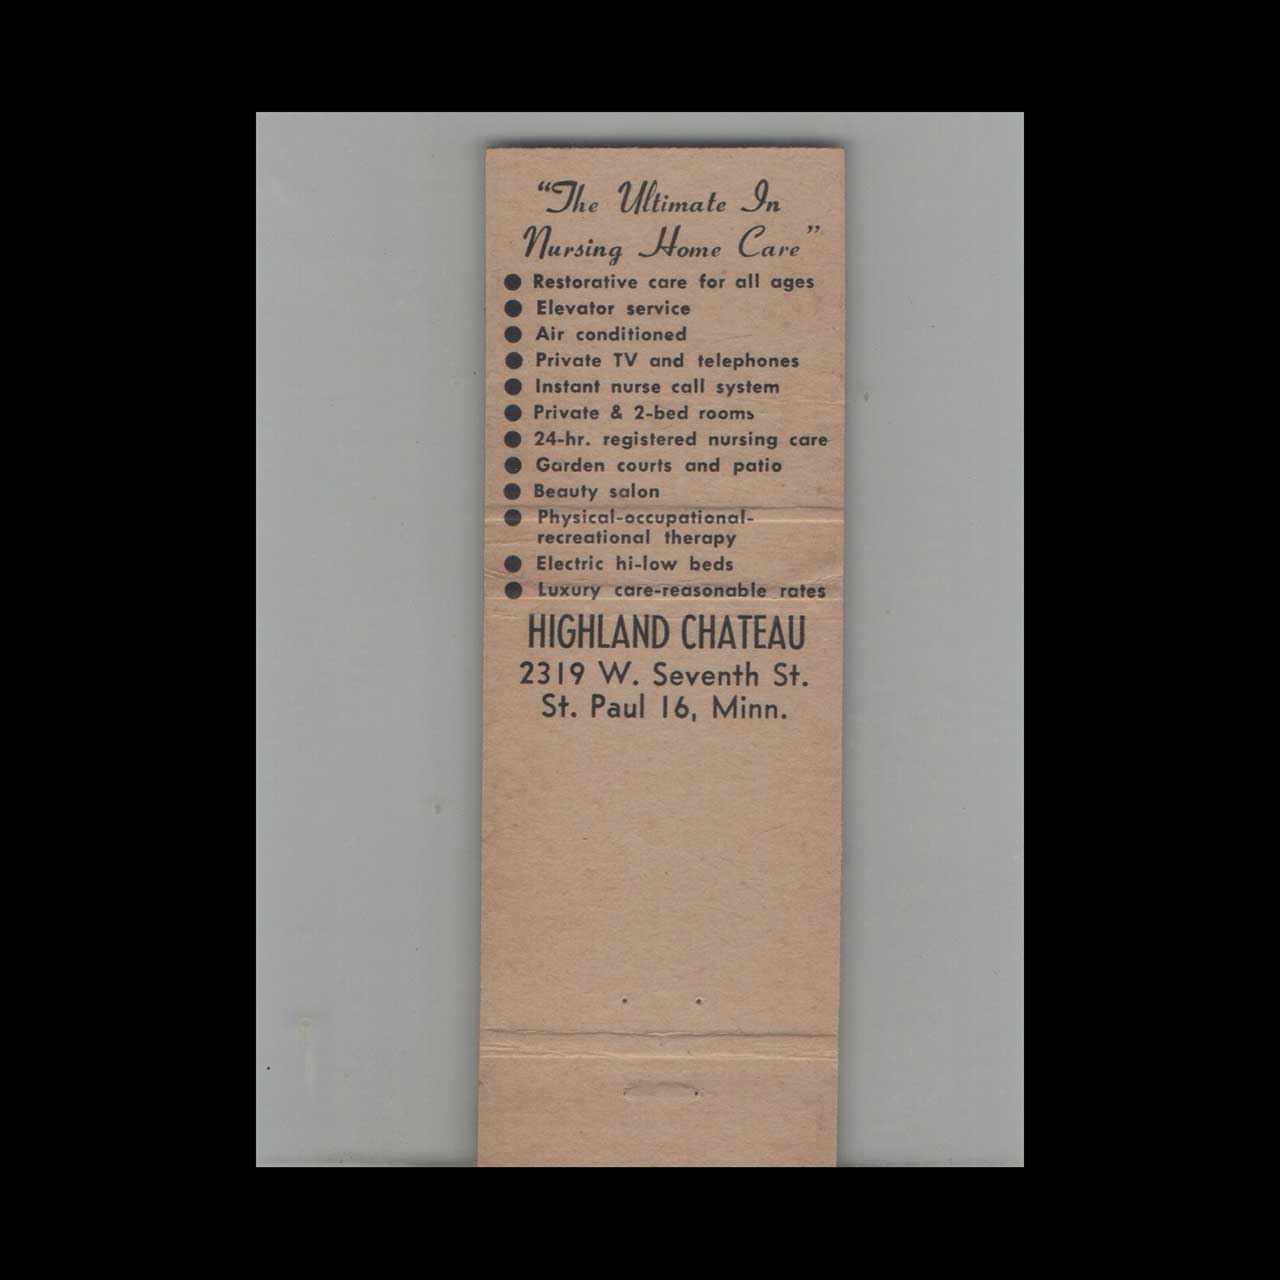 “The Ultimate In
Nursing Home Care”
● Restorative care for all ages
● Elevator service
● Air conditioned
● Private TV and telephones
● Instant nurse call system
● Private & 2-bed rooms
● 24-hr. registered nursing care
● Garden courts and patio
● Beauty salon
● Physical-occupational-
recreational therapy
● Electric hi-low beds
● Luxury care-reasonable rates
HIGHLAND CHATEAU
2319 W. Seventh St.
St. Paul 16, Minn.